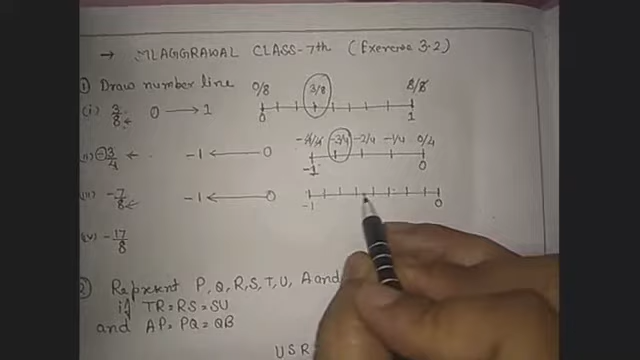 → MLAGGRAWAL CLASS-7th (Exercise 3.2)
① Draw number line
(i) 3/8 0 → 1 0/8 3/8 8/8 0 1
(ii) -3/4 ← -1 ← 0 -4/4 -3/4 -2/4 -1/4 0/4 -1 0
(iii) -7/8 -1 ← 0 -1 0
(iv) -17/8
② Represent P, Q, R, S, T, U, A and
if TR = RS = SU
and AP = PQ = QB
U S R